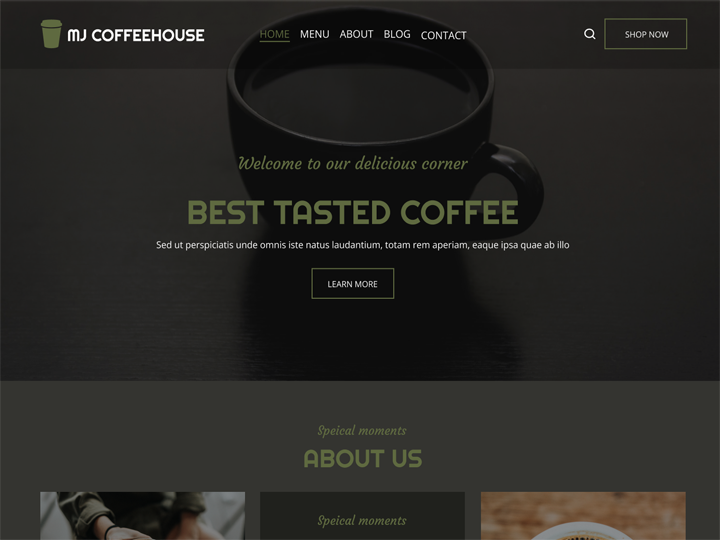 MJ COFFEEHOUSE
HOME MENU ABOUT BLOG CONTACT
SHOP NOW
Welcome to our delicious corner
BEST TASTED COFFEE
Sed ut perspiciatis unde omnis iste natus laudantium, totam rem aperiam, eaque ipsa quae ab illo
LEARN MORE
Speical moments
ABOUT US
Speical moments